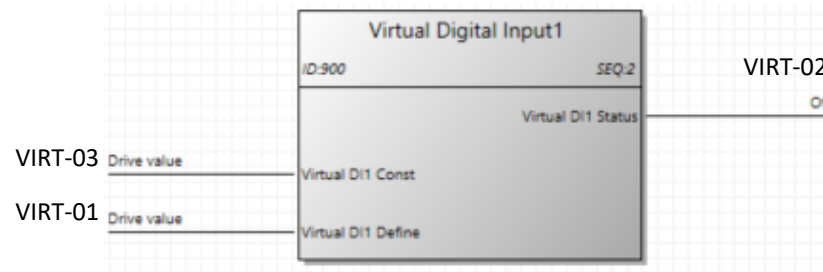 Virtual Digital Input1
ID:900 SEQ:2
VIRT-02
Virtual DI1 Status
VIRT-03 Drive value
Virtual DI1 Const
VIRT-01 Drive value
Virtual DI1 Define